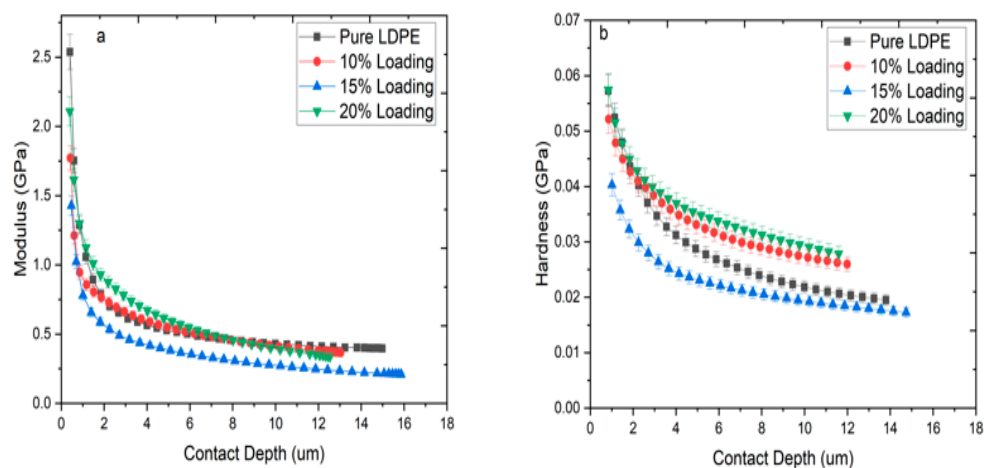 a
Pure LDPE
10% Loading
15% Loading
20% Loading
2.5
2.0
1.5
1.0
0.5
0.0
Modulus (GPa)
0 2 4 6 8 10 12 14 16 18
Contact Depth (um)
b
Pure LDPE
10% Loading
15% Loading
20% Loading
0.07
0.06
0.05
0.04
0.03
0.02
0.01
0.00
Hardness (GPa)
0 2 4 6 8 10 12 14 16 18
Contact Depth (um)